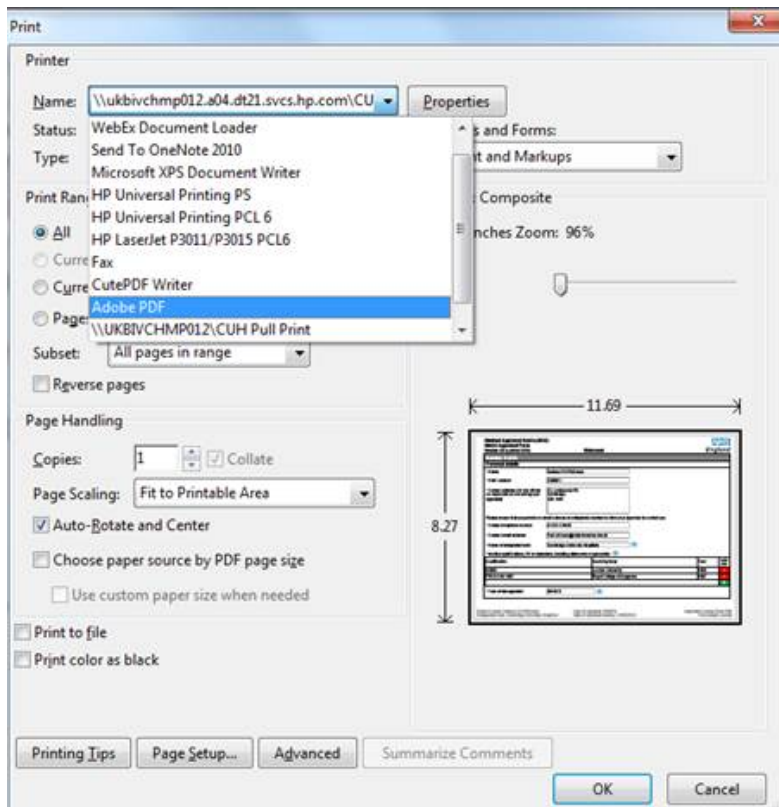 Print
Printer
Name: \\ukbivchmp012.a04.dt21.svcs.hp.com\CU Properties
Status: WebEx Document Loader s and Forms:
Type: Send To OneNote 2010 and Markups
Microsoft XPS Document Writer
Print Ran HP Universal Printing PS Composite
HP Universal Printing PCL 6
All HP LaserJet P3011/P3015 PCL6 nches Zoom: 96%
Curre Fax
Curre CutePDF Writer
Adobe PDF
Page \\UKBIVCHMP012\CUH Pull Print
Subset: All pages in range
Reverse pages
Page Handling
11.69
Copies: 1 Collate
Page Scaling: Fit to Printable Area
8.27
Auto-Rotate and Center
Choose paper source by PDF page size
Use custom paper size when needed
Print to file
Print color as black
Printing Tips Page Setup... Advanced Summarize Comments
OK Cancel